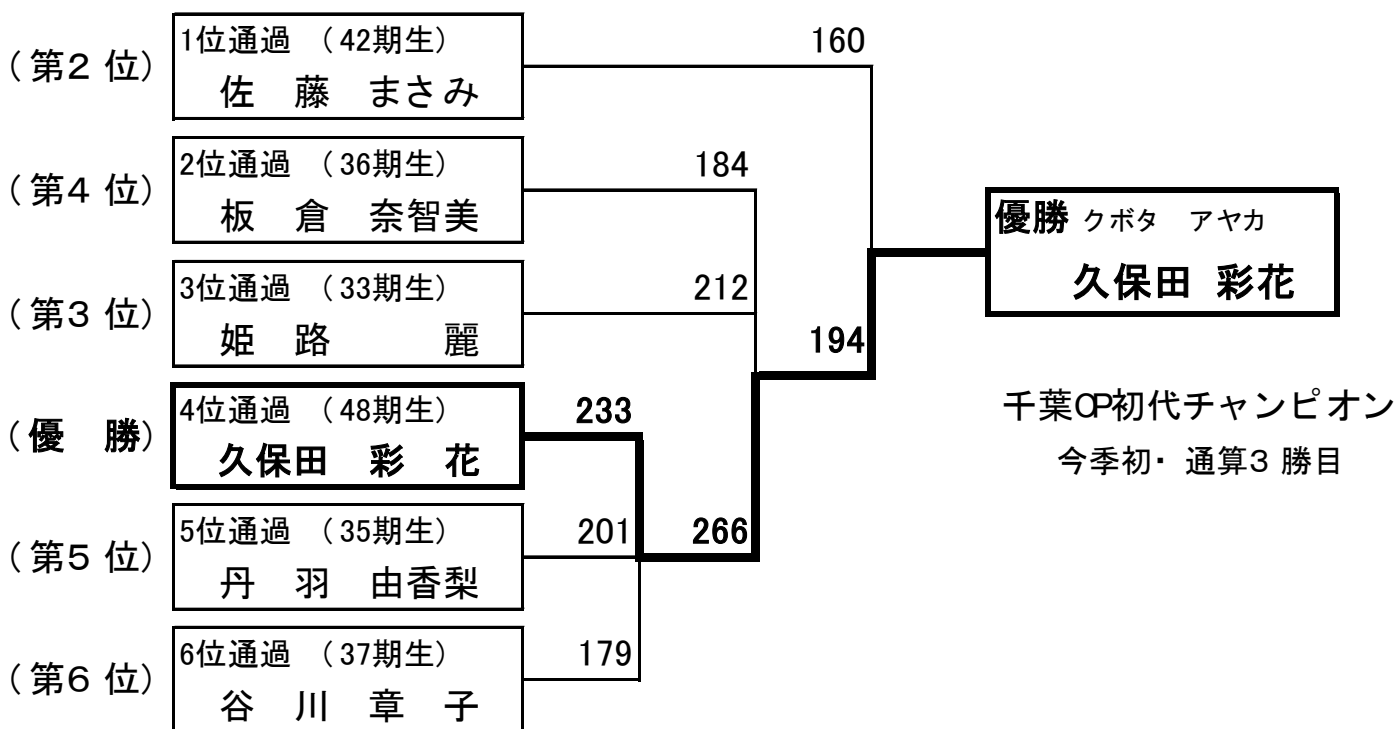 (第2位) 1位通過 (42期生) 160
佐 藤 まさみ
(第4位) 2位通過 (36期生) 184
板 倉 奈智美
優勝 クボタ アヤカ
久保田 彩花
(第3位) 3位通過 (33期生) 212
姫 路 麗
194
千葉OP初代チャンピオン
今季初・通算3勝目
(優 勝) 4位通過 (48期生) 233
久保田 彩 花
(第5位) 5位通過 (35期生) 201 266
丹 羽 由香梨
(第6位) 6位通過 (37期生) 179
谷 川 章 子